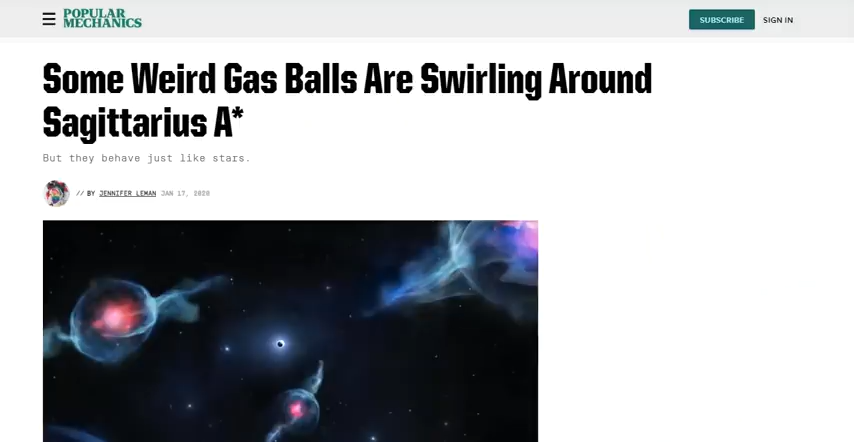 POPULAR
MECHANICS
SUBSCRIBE
SIGN IN
Some Weird Gas Balls Are Swirling Around
Sagittarius A*
But they behave just like stars.
// BY JENNIFER LEMAN JAN 17, 2020